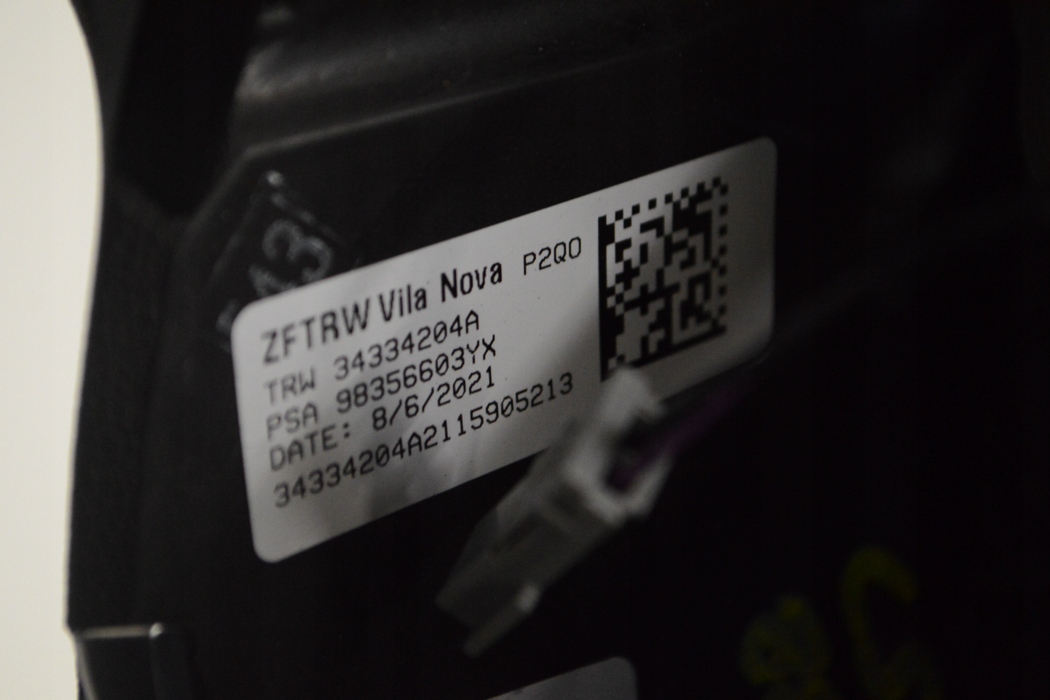 ZFTRW Vila Nova P2QO
TRW 34334204A
PSA 98356603YX
DATE: 8/6/2021
34334204A2115905213